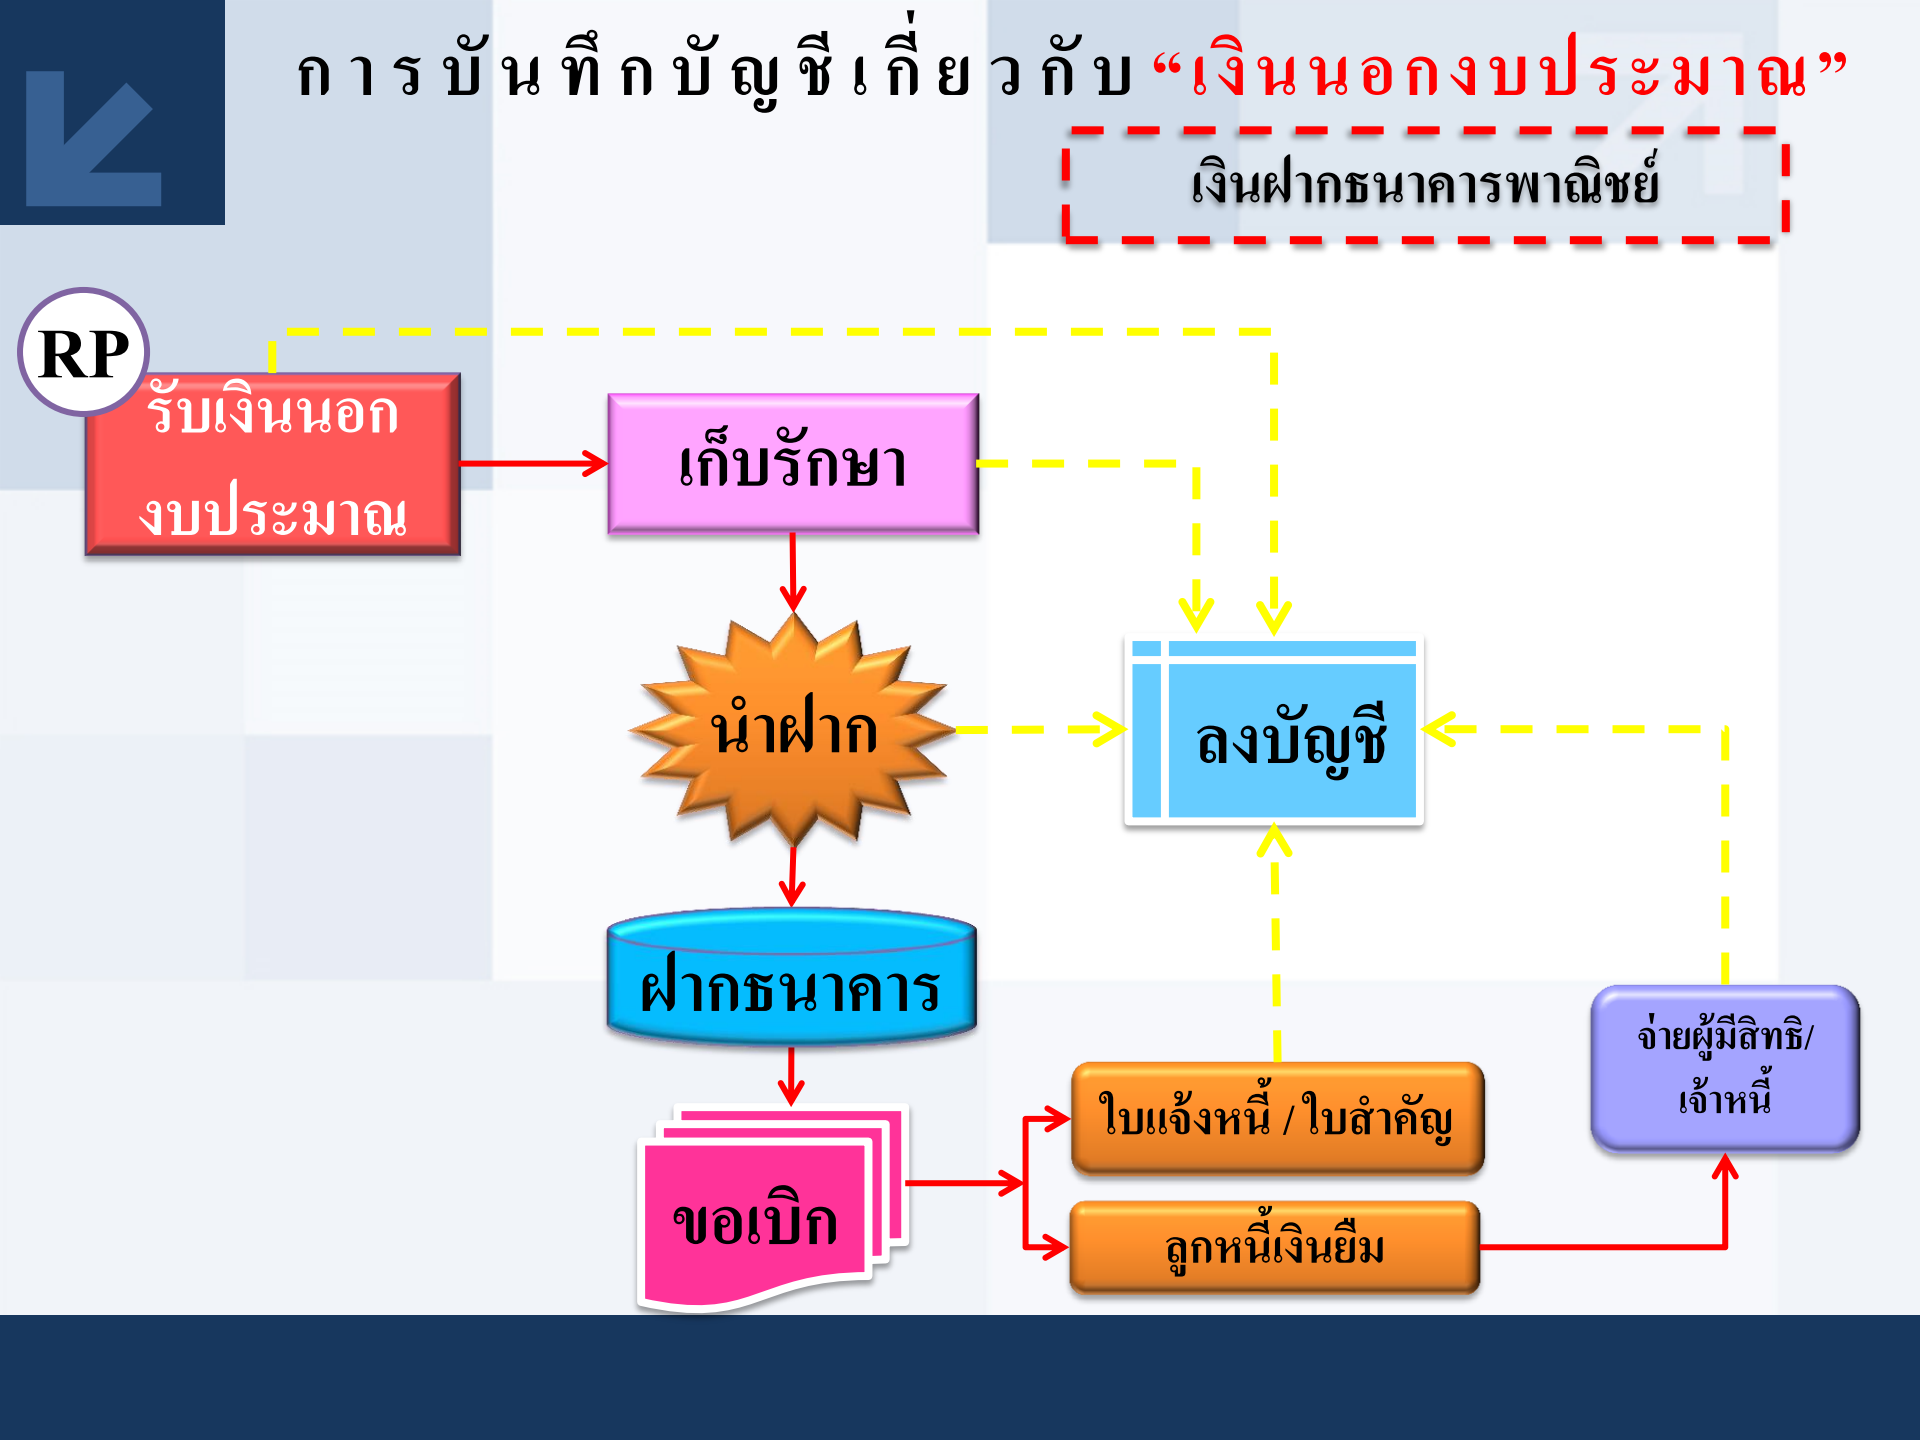 การบันทึกบัญชีเกี่ยวกับ “เงินนอกงบประมาณ”
เงินฝากธนาคารพาณิชย์
RP
รับเงินนอก
งบประมาณ
เก็บรักษา
นำฝาก
ลงบัญชี
ฝากธนาคาร
ขอเบิก
ใบแจ้งหนี้ / ใบสำคัญ
ลูกหนี้เงินยืม
จ่ายผู้มีสิทธิ/
เจ้าหนี้